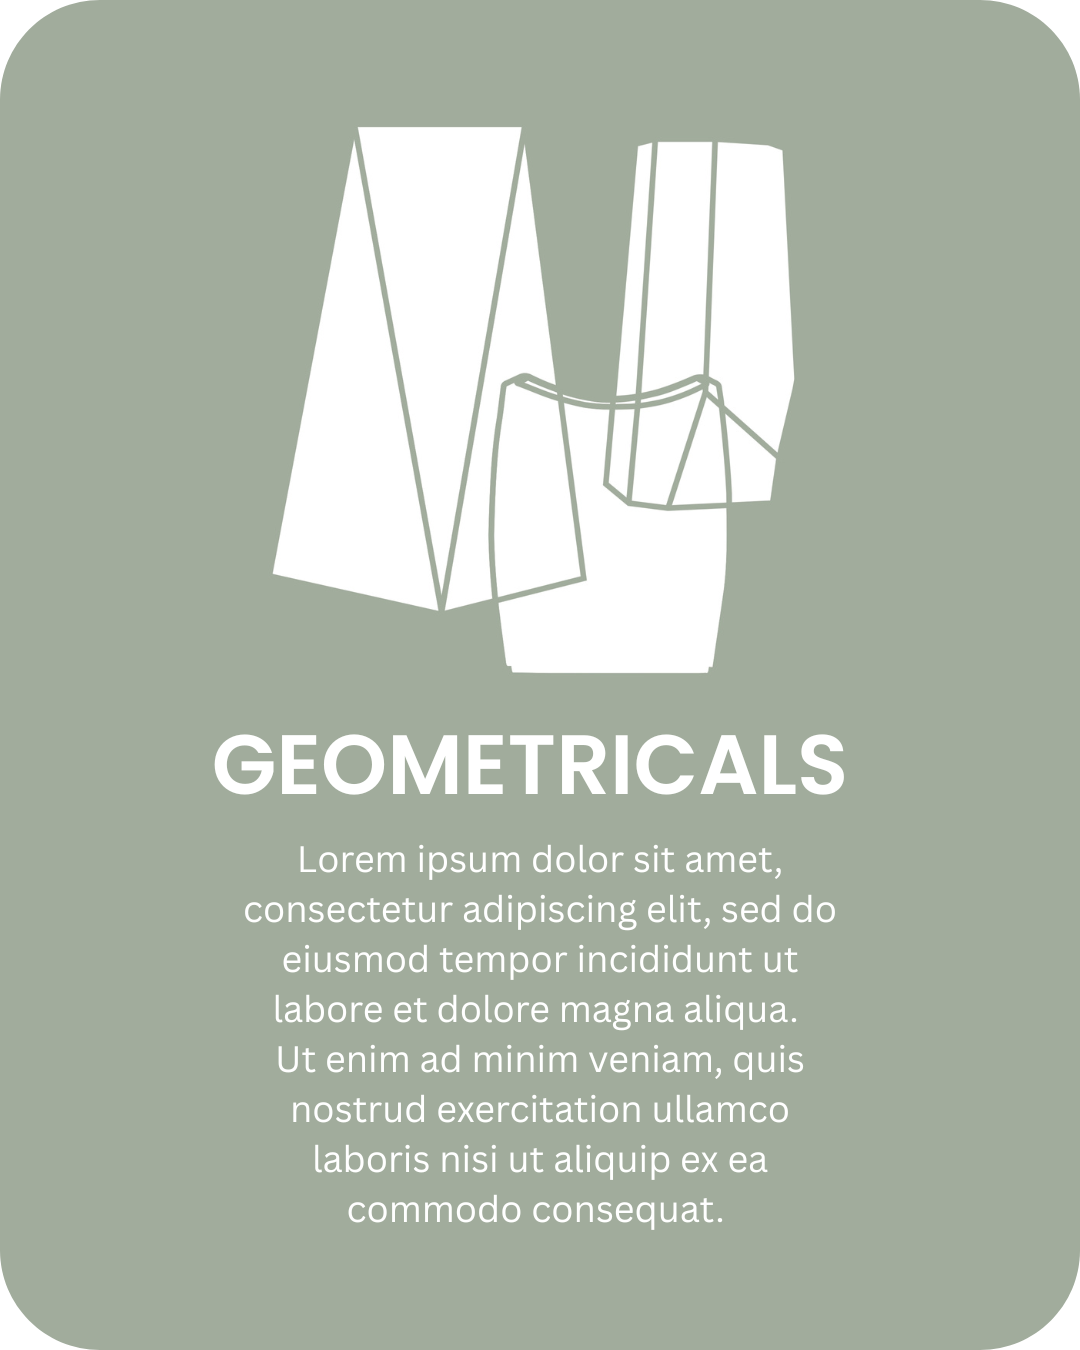 GEOMETRICALS
Lorem ipsum dolor sit amet,
consectetur adipiscing elit, sed do
eiusmod tempor incididunt ut
labore et dolore magna aliqua.
Ut enim ad minim veniam, quis
nostrud exercitation ullamco
laboris nisi ut aliquip ex ea
commodo consequat.